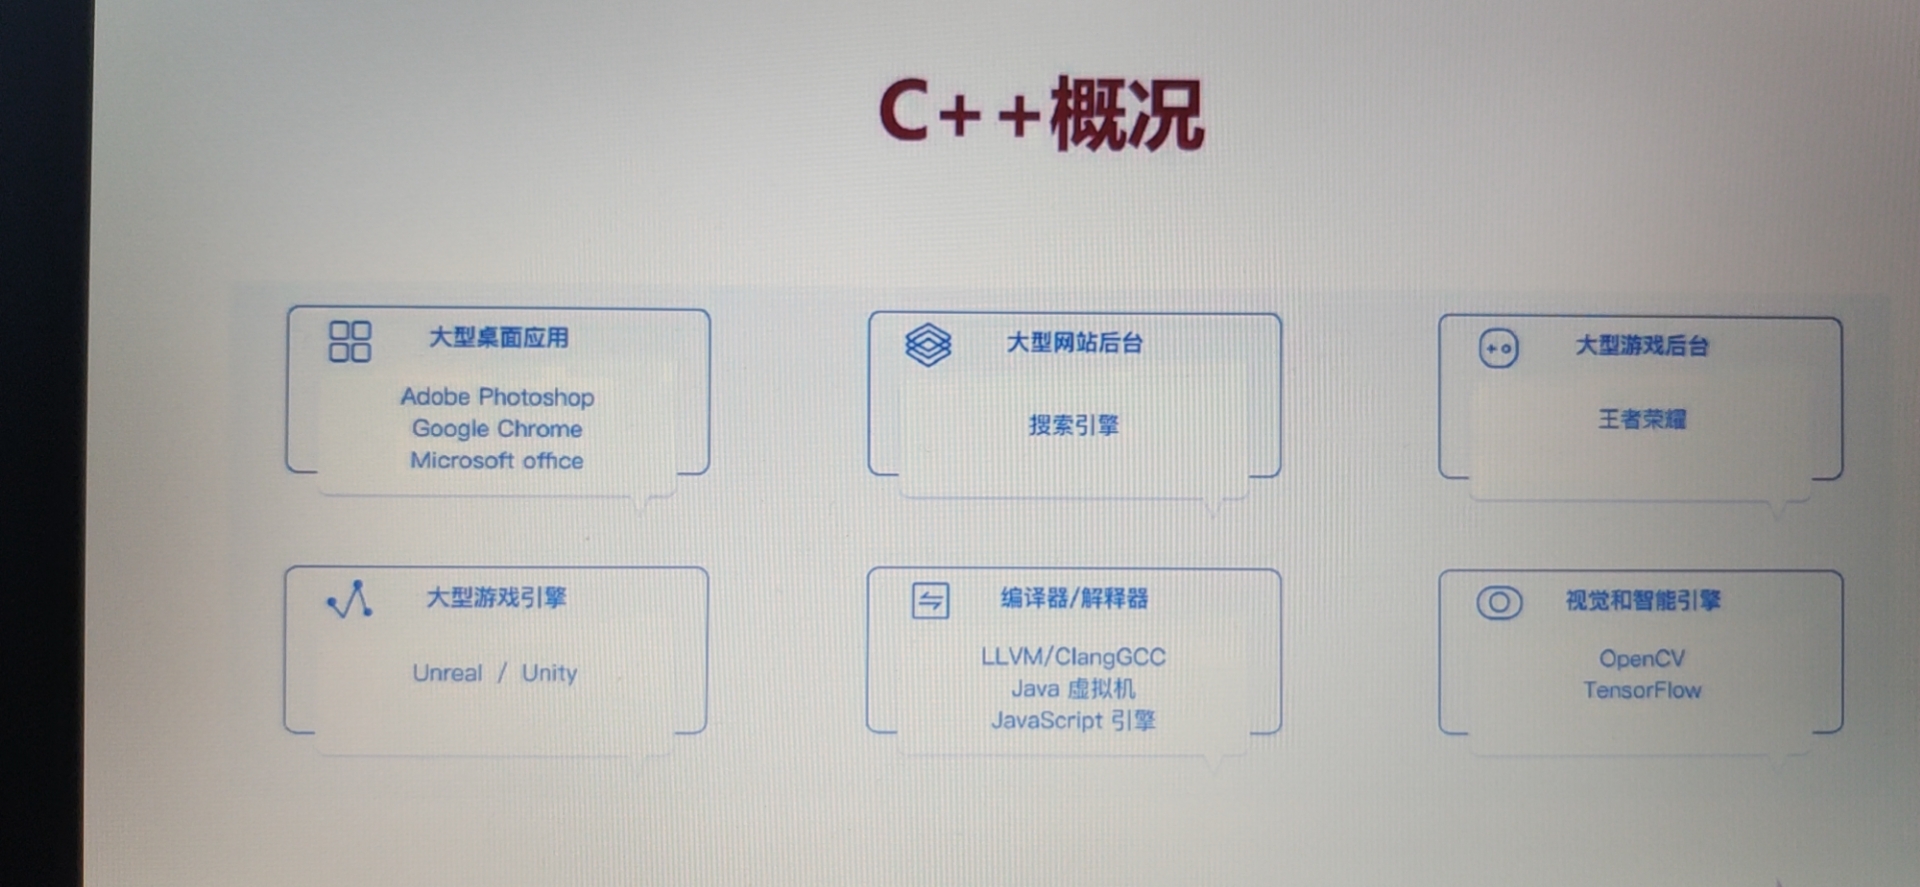 C++概况
大型桌面应用
Adobe Photoshop
Google Chrome
Microsoft office
大型网站后台
搜索引擎
大型游戏后台
王者荣耀
大型游戏引擎
Unreal / Unity
编译器/解释器
LLVM/ClangGCC
Java 虚拟机
JavaScript 引擎
视觉和智能引擎
OpenCV
TensorFlow